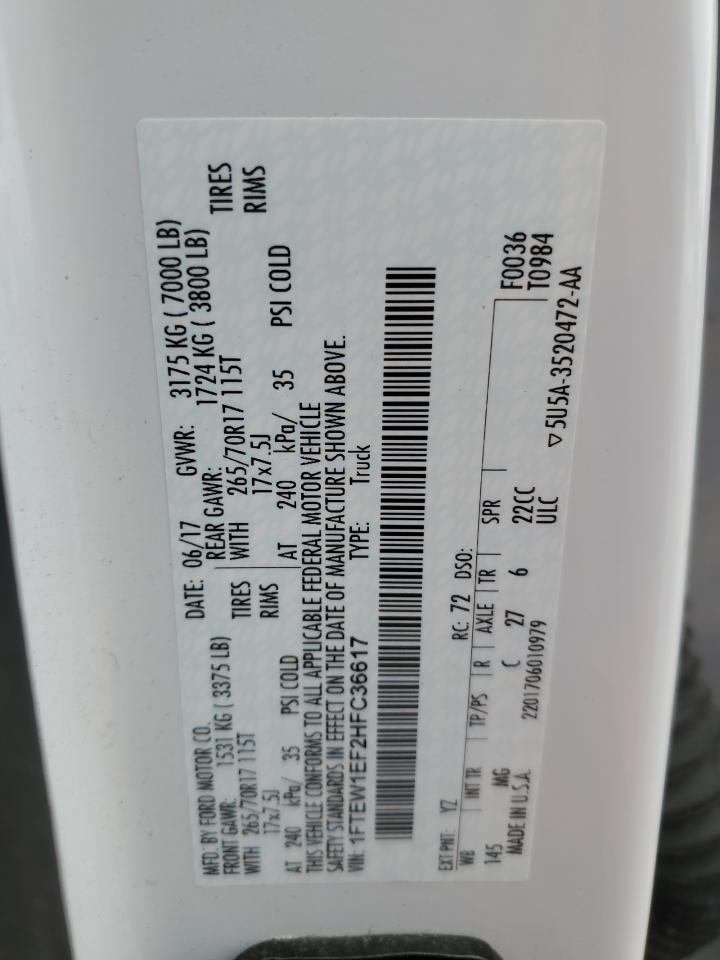 MFD. BY FORD MOTOR CO. DATE: 06/17 GVWR: 3175 KG ( 7000 LB)
FRONT GAWR: 1531 KG ( 3375 LB) REAR GAWR: 1724 KG ( 3800 LB)
WITH 265/70R17 115T TIRES WITH 265/70R17 115T TIRES
17x7.5J RIMS 17x7.5J RIMS
AT 240 kPa/ 35 PSI COLD AT 240 kPa/ 35 PSI COLD
THIS VEHICLE CONFORMS TO ALL APPLICABLE FEDERAL MOTOR VEHICLE
SAFETY STANDARDS IN EFFECT ON THE DATE OF MANUFACTURE SHOWN ABOVE.
VIN: 1FTEW1EF2HFC36617 TYPE: Truck
EXT PNT: YZ RC: 72 DSO:
WB INT TR TP/PS R AXLE TR SPR F0036
145 MG C 27 6 22CC T0984
MADE IN U.S.A. 2201706010979 ULC
▽5U5A-3520472-AA